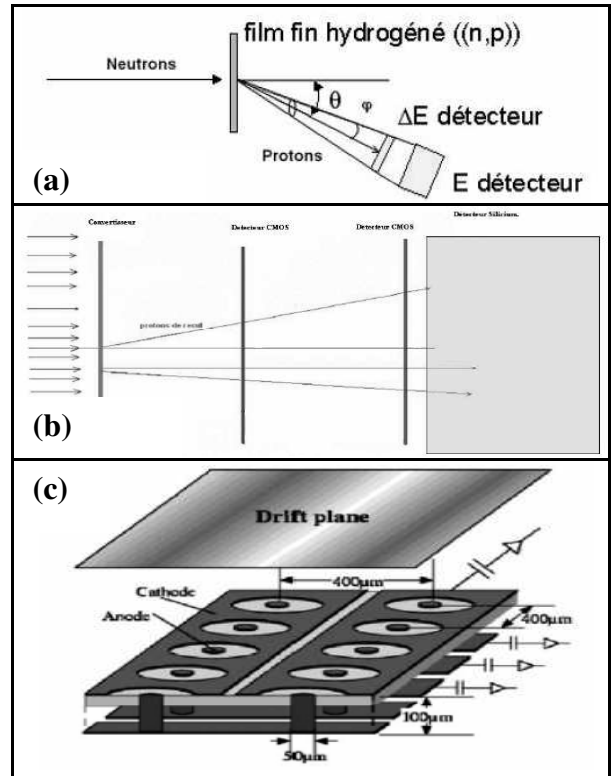 film fin hydrogéné ((n,p))
Neutrons
θ
φ
ΔE détecteur
Protons
E détecteur
(a)
Detecteur Silicium.
Convertisseur
Detecteur CMOS
Detecteur CMOS
protons de recul
(b)
(c)
Drift plane
400µm
Cathode
Anode
400µm
100µm
50µm